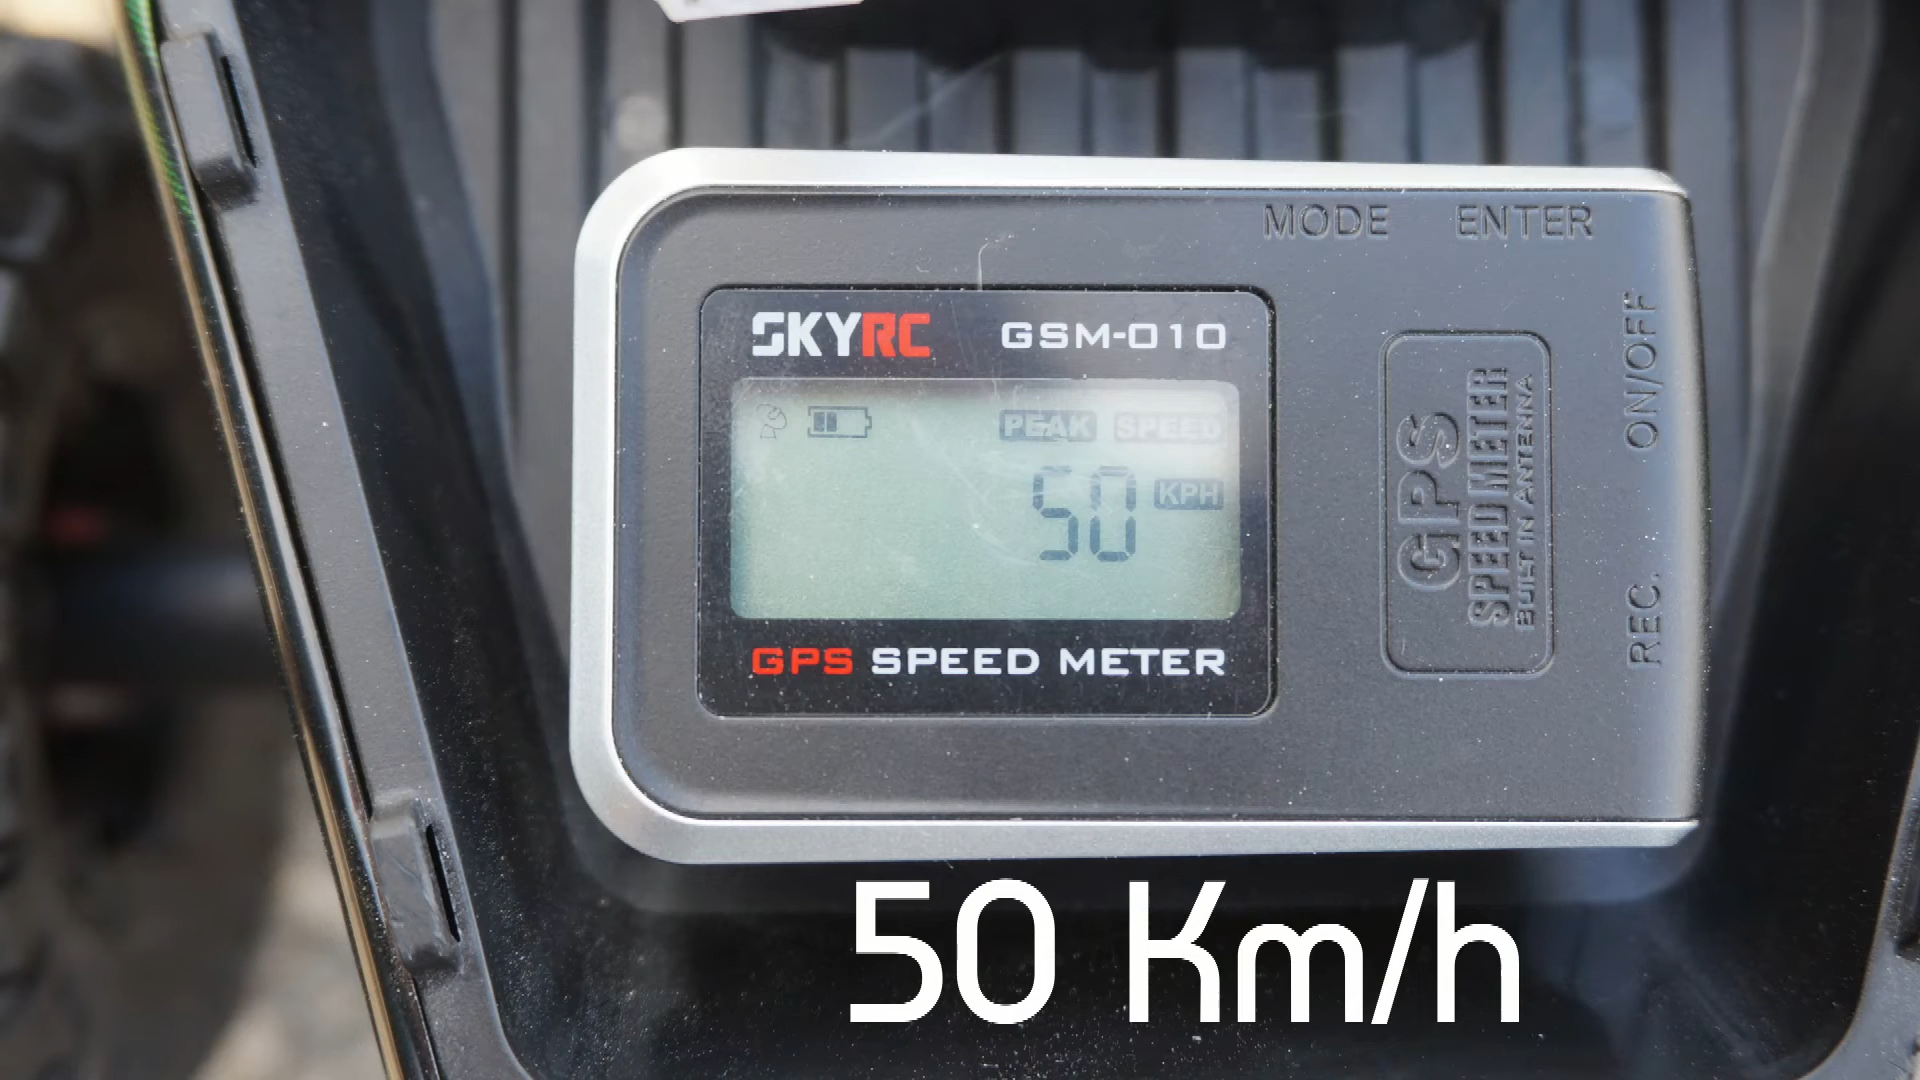 MODE ENTER
SKYRC GSM-010
PEAK SPEED
50 KPH
GPS SPEED METER
GPS
SPEED METER
BUILT IN ANTENNA
ON/OFF
REC.
50 Km/h